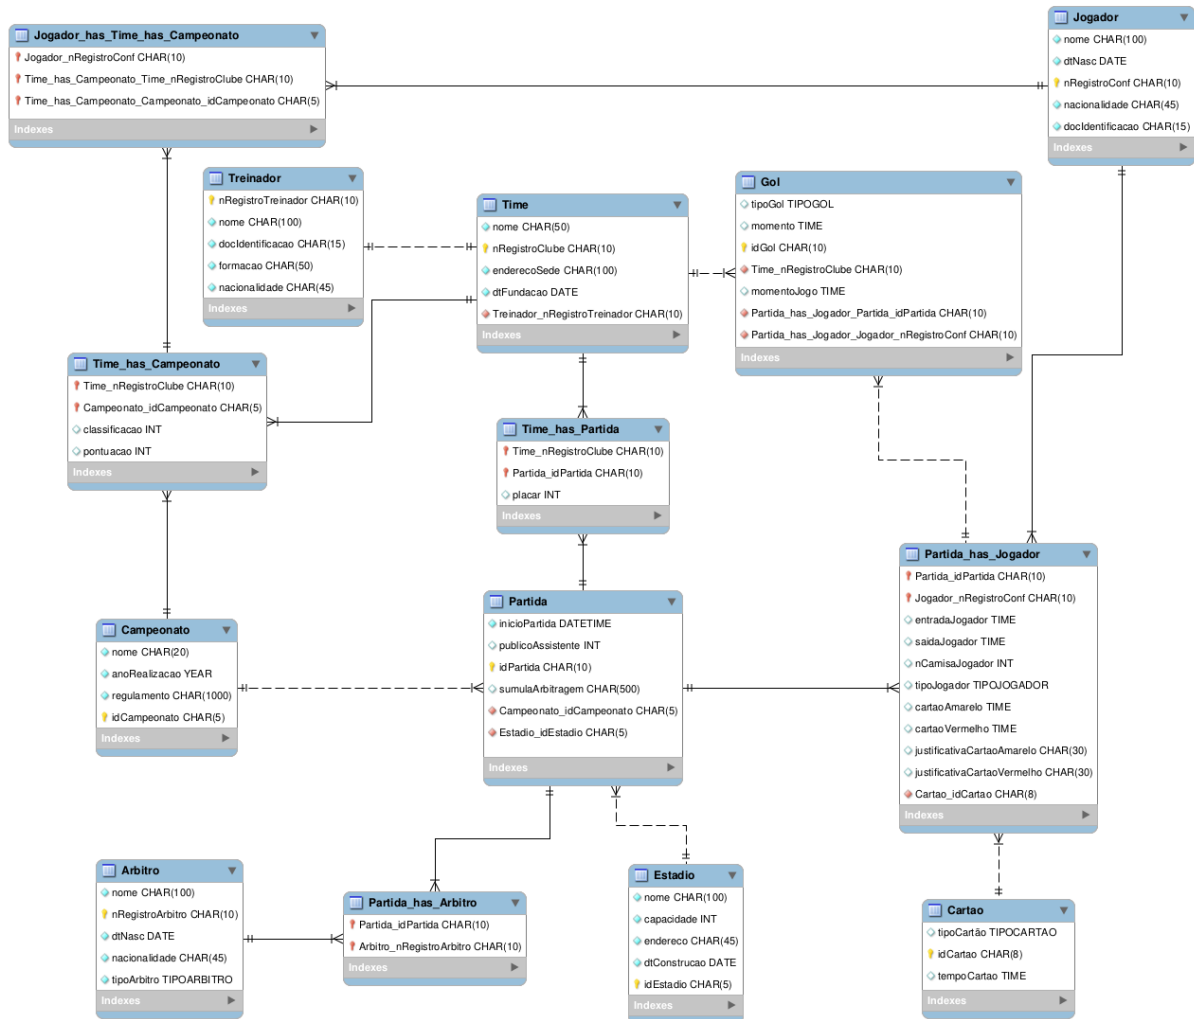 Jogador_has_Time_has_Campeonato
Jogador_nRegistroConf CHAR(10)
Time_has_Campeonato_Time_nRegistroClube CHAR(10)
Time_has_Campeonato_Campeonato_idCampeonato CHAR(5)
Indexes
Jogador
nome CHAR(100)
dtNasc DATE
nRegistroConf CHAR(10)
nacionalidade CHAR(45)
docIdentificacao CHAR(15)
Indexes
Treinador
nRegistroTreinador CHAR(10)
nome CHAR(100)
docIdentificacao CHAR(15)
formacao CHAR(50)
nacionalidade CHAR(45)
Indexes
Time
nome CHAR(50)
nRegistroClube CHAR(10)
enderecoSede CHAR(100)
dtFundacao DATE
Treinador_nRegistroTreinador CHAR(10)
Indexes
Gol
tipoGol TIPOGOL
momento TIME
idGol CHAR(10)
Time_nRegistroClube CHAR(10)
momentoJogo TIME
Partida_has_Jogador_Partida_idPartida CHAR(10)
Partida_has_Jogador_Jogador_nRegistroConf CHAR(10)
Indexes
Time_has_Campeonato
Time_nRegistroClube CHAR(10)
Campeonato_idCampeonato CHAR(5)
classificacao INT
pontuacao INT
Indexes
Time_has_Partida
Time_nRegistroClube CHAR(10)
Partida_idPartida CHAR(10)
placar INT
Indexes
Partida_has_Jogador
Partida_idPartida CHAR(10)
Jogador_nRegistroConf CHAR(10)
entradaJogador TIME
saidaJogador TIME
nCamisaJogador INT
tipoJogador TIPOJOGADOR
cartaoAmarelo TIME
cartaoVermelho TIME
justificativaCartaoAmarelo CHAR(30)
justificativaCartaoVermelho CHAR(30)
Cartao_idCartao CHAR(8)
Indexes
Campeonato
nome CHAR(20)
anoRealizacao YEAR
regulamento CHAR(1000)
idCampeonato CHAR(5)
Indexes
Partida
inicioPartida DATETIME
publicoAssistente INT
idPartida CHAR(10)
sumulaArbitragem CHAR(500)
Campeonato_idCampeonato CHAR(5)
Estadio_idEstadio CHAR(5)
Indexes
Arbitro
nome CHAR(100)
nRegistroArbitro CHAR(10)
dtNasc DATE
nacionalidade CHAR(45)
tipoArbitro TIPOARBITRO
Indexes
Partida_has_Arbitro
Partida_idPartida CHAR(10)
Arbitro_nRegistroArbitro CHAR(10)
Indexes
Estadio
nome CHAR(100)
capacidade INT
endereco CHAR(45)
dtConstrucao DATE
idEstadio CHAR(5)
Indexes
Cartao
tipoCartão TIPOCARTAO
idCartao CHAR(8)
tempoCartao TIME
Indexes